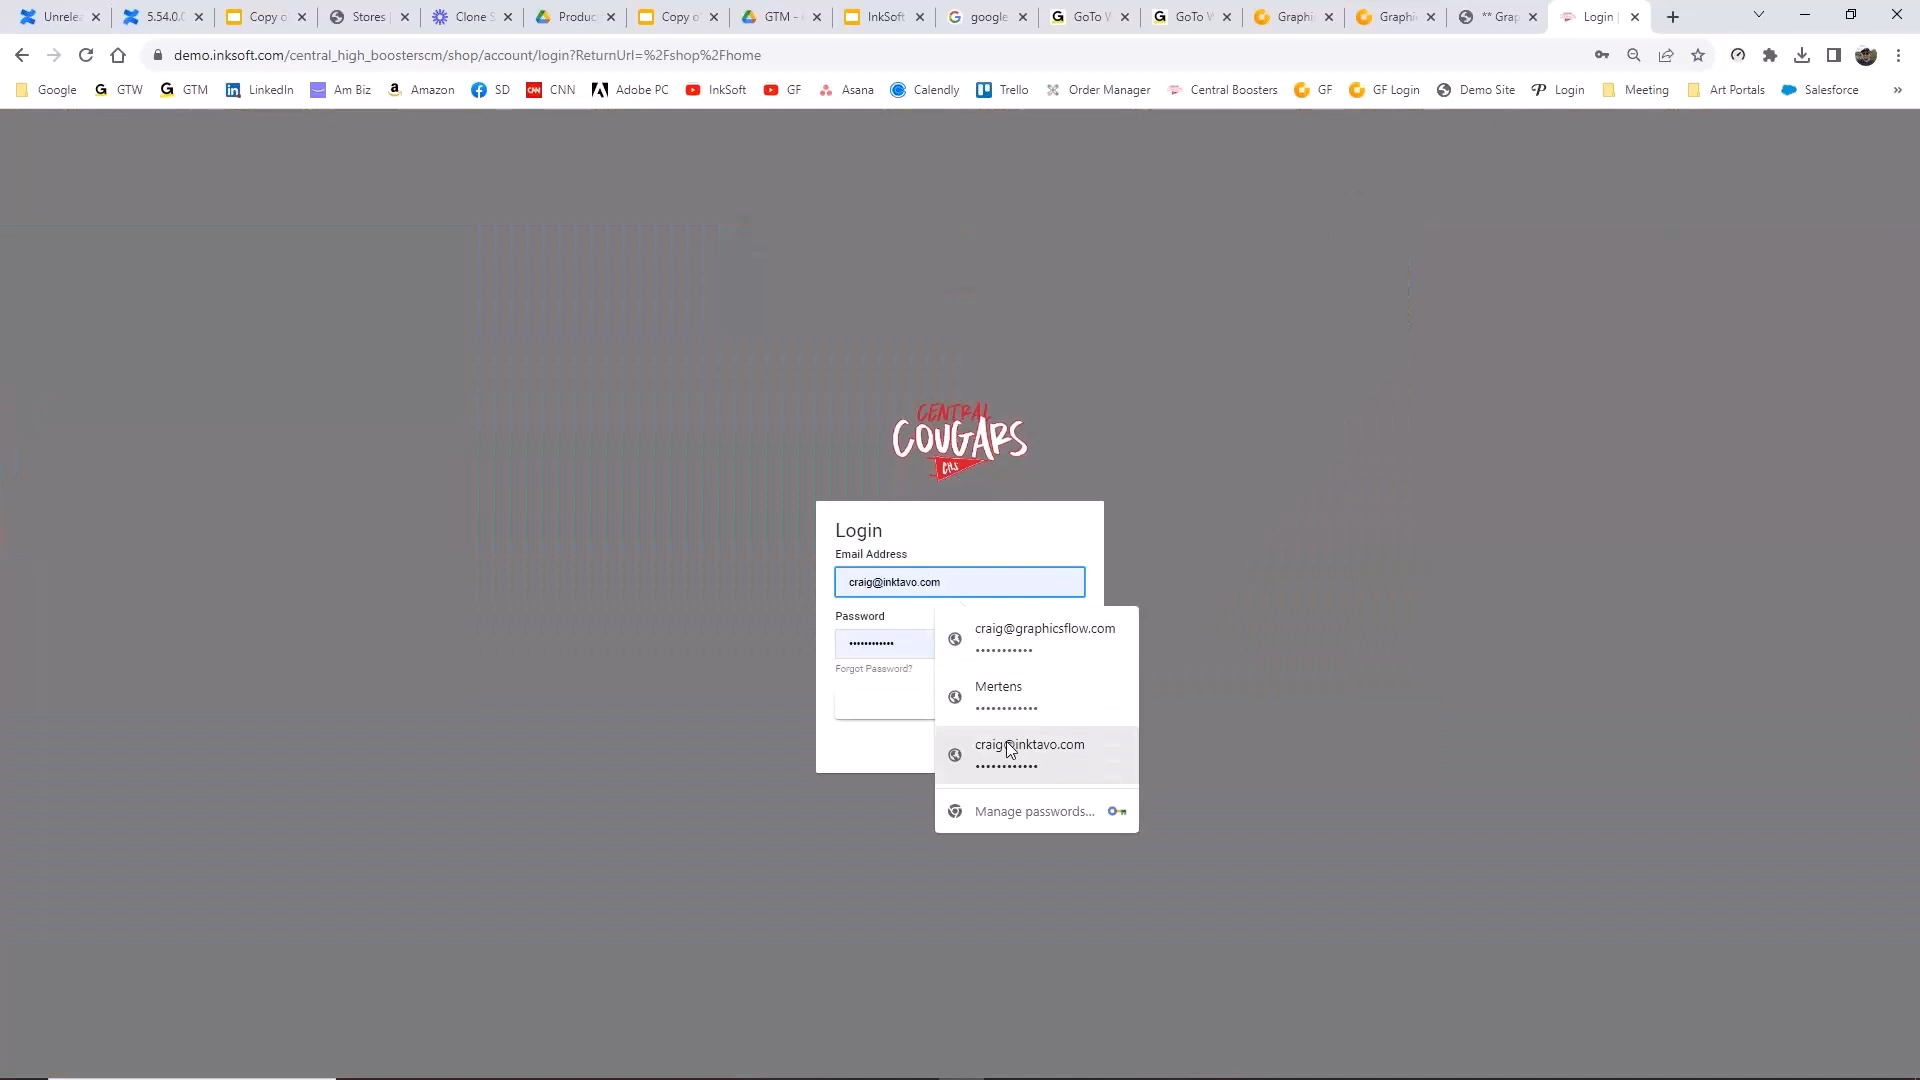 Unrelea
5.54.0.0
Copy o
Stores
Clone S
Produc
Copy o
GTM -
InkSoft
google
GoTo W
GoTo W
Graphi
Graphi
** Grap
Login |
demo.inksoft.com/central_high_boosterscm/shop/account/login?ReturnUrl=%2Fshop%2Fhome
Google
GTW
GTM
LinkedIn
Am Biz
Amazon
SD
CNN
Adobe PC
InkSoft
GF
Asana
Calendly
Trello
Order Manager
Central Boosters
GF
GF Login
Demo Site
Login
Meeting
Art Portals
Salesforce
»
CENTRAL
COUGARS
CHS
Login
Email Address
craig@inktavo.com
Password
••••••••••••
Forgot Password?
craig@graphicsflow.com
•••••••••••
Mertens
••••••••••••
craig@inktavo.com
••••••••••••
Manage passwords...